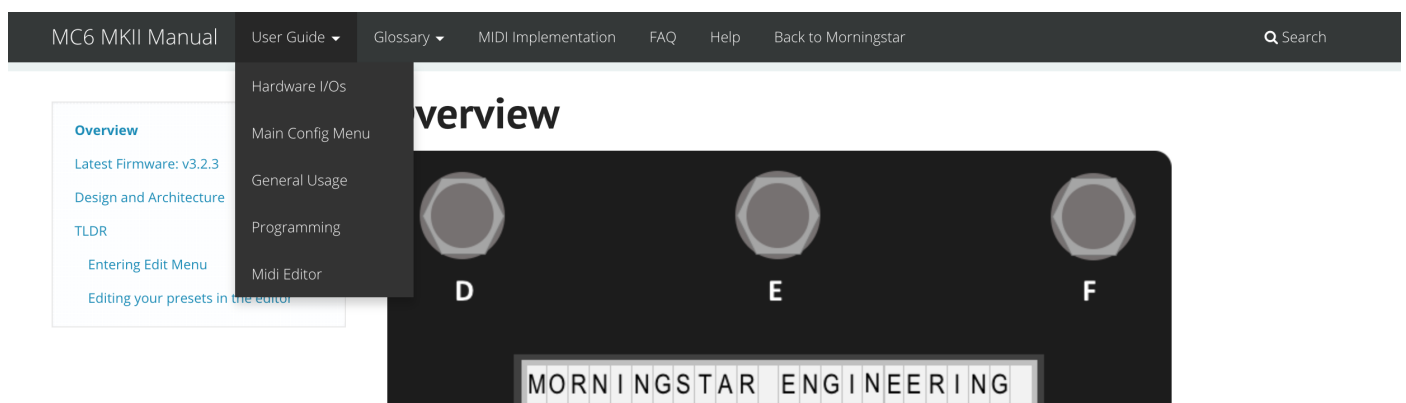 MC6 MKII Manual User Guide Glossary MIDI Implementation FAQ Help Back to Morningstar Search
Hardware I/Os
Main Config Menu
General Usage
Programming
Midi Editor
Overview
Latest Firmware: v3.2.3
Design and Architecture
TLDR
Entering Edit Menu
Editing your presets in the editor
verview
D E F
MORNINGSTAR ENGINEERING